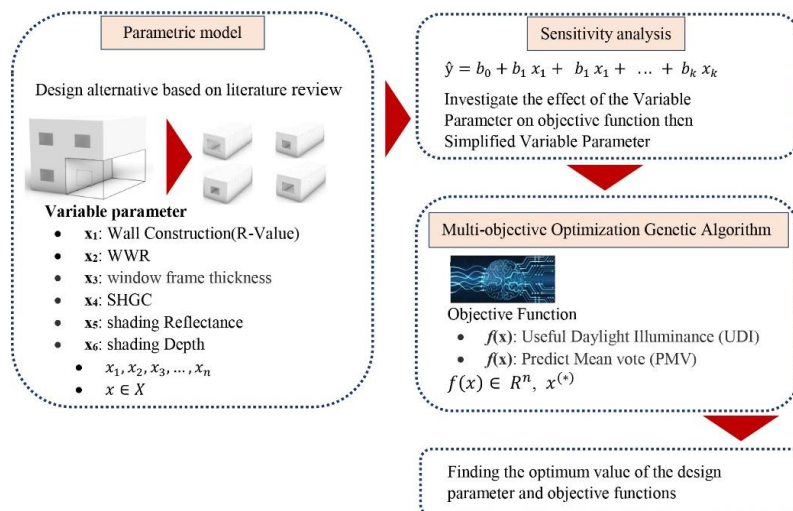 Parametric model
Design alternative based on literature review
Variable parameter
• x₁: Wall Construction(R-Value)
• x₂: WWR
• x₃: window frame thickness
• x₄: SHGC
• x₅: shading Reflectance
• x₆: shading Depth
• x₁, x₂, x₃, ..., xₙ
• x ∈ X
Sensitivity analysis
ŷ = b₀ + b₁ x₁ + b₁ x₁ + ... + bₖ xₖ
Investigate the effect of the Variable
Parameter on objective function then
Simplified Variable Parameter
Multi-objective Optimization Genetic Algorithm
Objective Function
• f(x): Useful Daylight Illuminance (UDI)
• f(x): Predict Mean vote (PMV)
f(x) ∈ Rⁿ, x⁽*⁾
Finding the optimum value of the design
parameter and objective functions